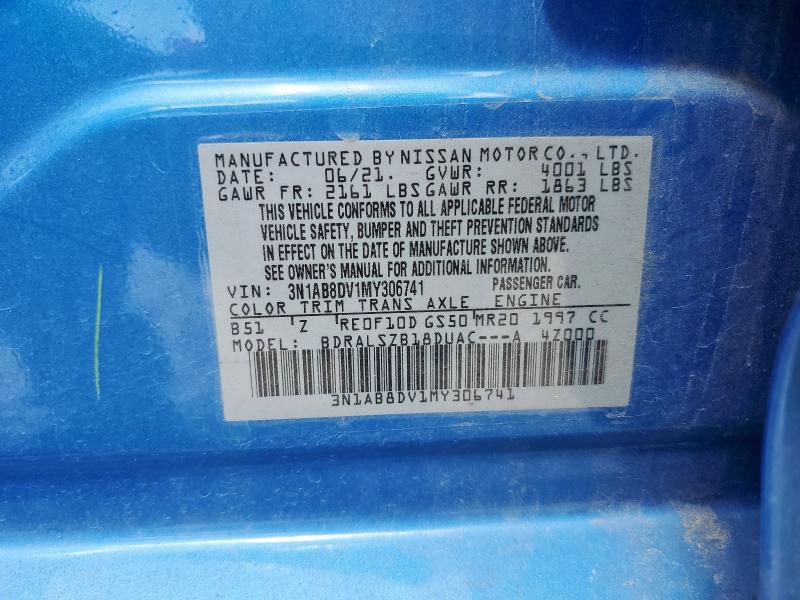 MANUFACTURED BY NISSAN MOTOR CO., LTD.
DATE: 06/21. GVWR: 4001 LBS
GAWR FR: 2161 LBS GAWR RR: 1863 LBS
THIS VEHICLE CONFORMS TO ALL APPLICABLE FEDERAL MOTOR
VEHICLE SAFETY, BUMPER AND THEFT PREVENTION STANDARDS
IN EFFECT ON THE DATE OF MANUFACTURE SHOWN ABOVE.
SEE OWNER'S MANUAL FOR ADDITIONAL INFORMATION
VIN: 3N1AB8DV1MY306741 PASSENGER CAR.
COLOR TRIM TRANS AXLE ENGINE
B51 Z RE0F10D GS50 MR20 1997 CC
MODEL: BDRALSZB18DUAC---A 4Z000
3N1AB8DV1MY306741